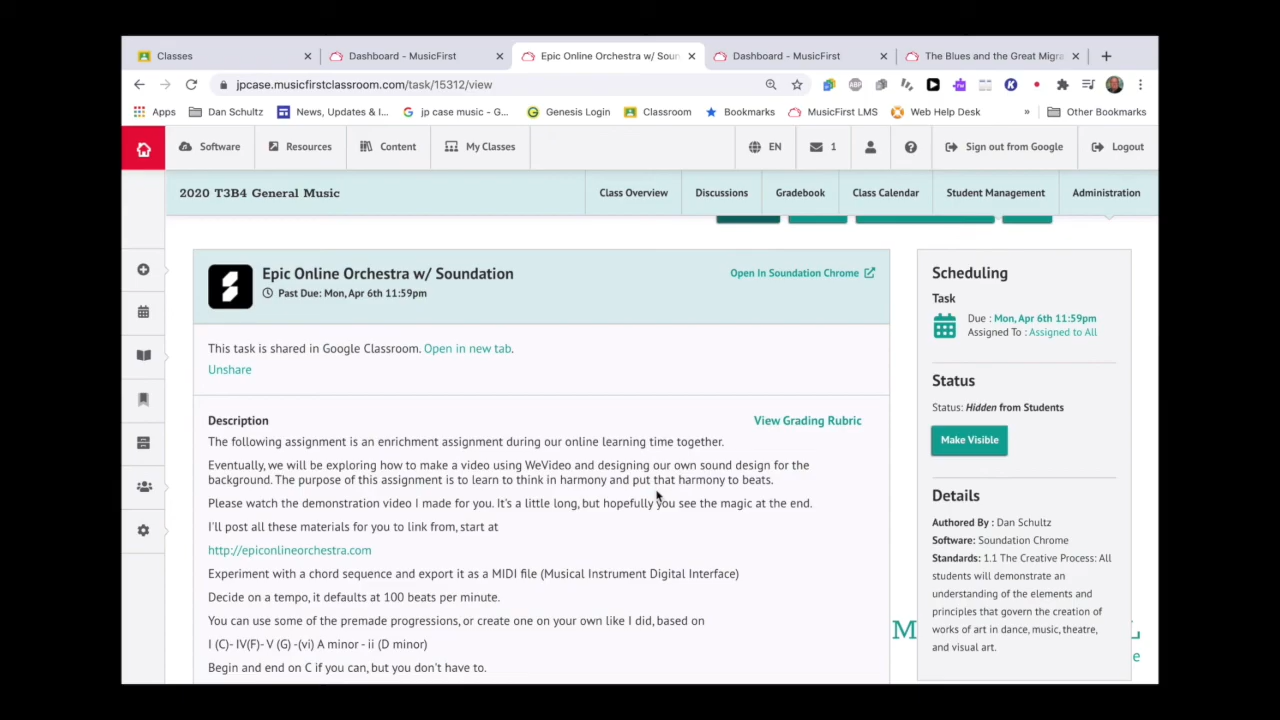 Classes
Dashboard - MusicFirst
Epic Online Orchestra w/ Soun
Dashboard - MusicFirst
The Blues and the Great Migra
jpcase.musicfirstclassroom.com/task/15312/view
Apps
Dan Schultz
News, Updates & I...
jp case music - G...
Genesis Login
Classroom
Bookmarks
MusicFirst LMS
Web Help Desk
»
Other Bookmarks
Software
Resources
Content
My Classes
EN
1
Sign out from Google
Logout
2020 T3B4 General Music
Class Overview
Discussions
Gradebook
Class Calendar
Student Management
Administration
Epic Online Orchestra w/ Soundation
Open In Soundation Chrome
Past Due: Mon, Apr 6th 11:59pm
This task is shared in Google Classroom. Open in new tab.
Unshare
Description
View Grading Rubric
The following assignment is an enrichment assignment during our online learning time together.
Eventually, we will be exploring how to make a video using WeVideo and designing our own sound design for the
background. The purpose of this assignment is to learn to think in harmony and put that harmony to beats.
Please watch the demonstration video I made for you. It's a little long, but hopefully you see the magic at the end.
I'll post all these materials for you to link from, start at
http://epiconlineorchestra.com
Experiment with a chord sequence and export it as a MIDI file (Musical Instrument Digital Interface)
Decide on a tempo, it defaults at 100 beats per minute.
You can use some of the premade progressions, or create one on your own like I did, based on
I (C)- IV(F)- V (G) -(vi) A minor - ii (D minor)
Begin and end on C if you can, but you don't have to.
Scheduling
Task
Due : Mon, Apr 6th 11:59pm
Assigned To : Assigned to All
Status
Status: Hidden from Students
Make Visible
Details
Authored By : Dan Schultz
Software: Soundation Chrome
Standards: 1.1 The Creative Process: All
students will demonstrate an
understanding of the elements and
principles that govern the creation of
works of art in dance, music, theatre,
and visual art.